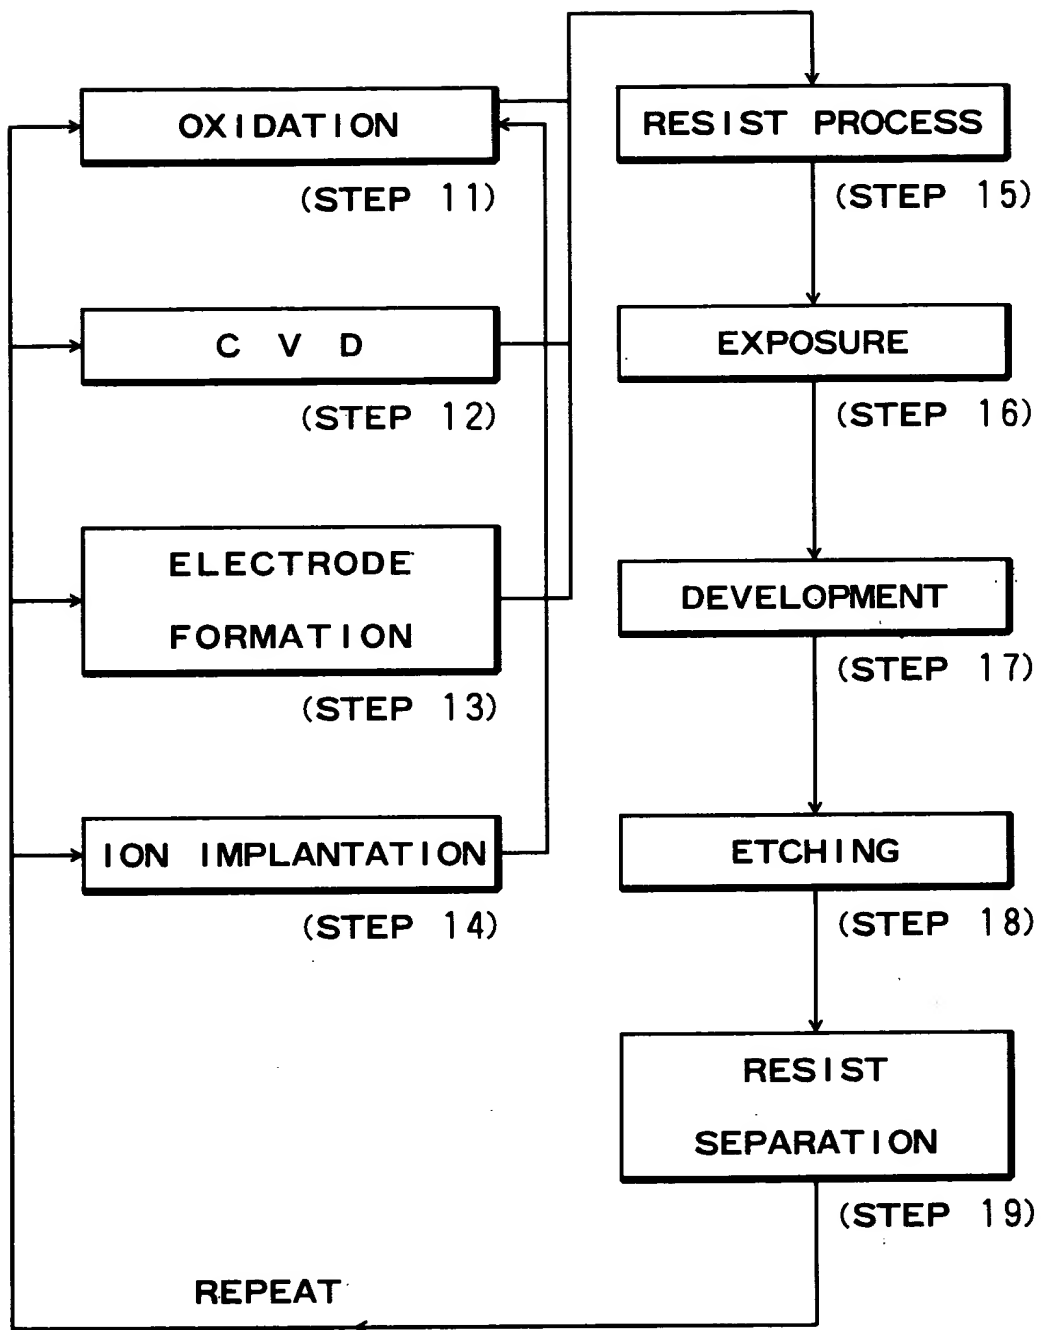 OXIDATION
(STEP 11)
C V D
(STEP 12)
ELECTRODE
FORMATION
(STEP 13)
ION IMPLANTATION
(STEP 14)
RESIST PROCESS
(STEP 15)
EXPOSURE
(STEP 16)
DEVELOPMENT
(STEP 17)
ETCHING
(STEP 18)
RESIST
SEPARATION
(STEP 19)
REPEAT